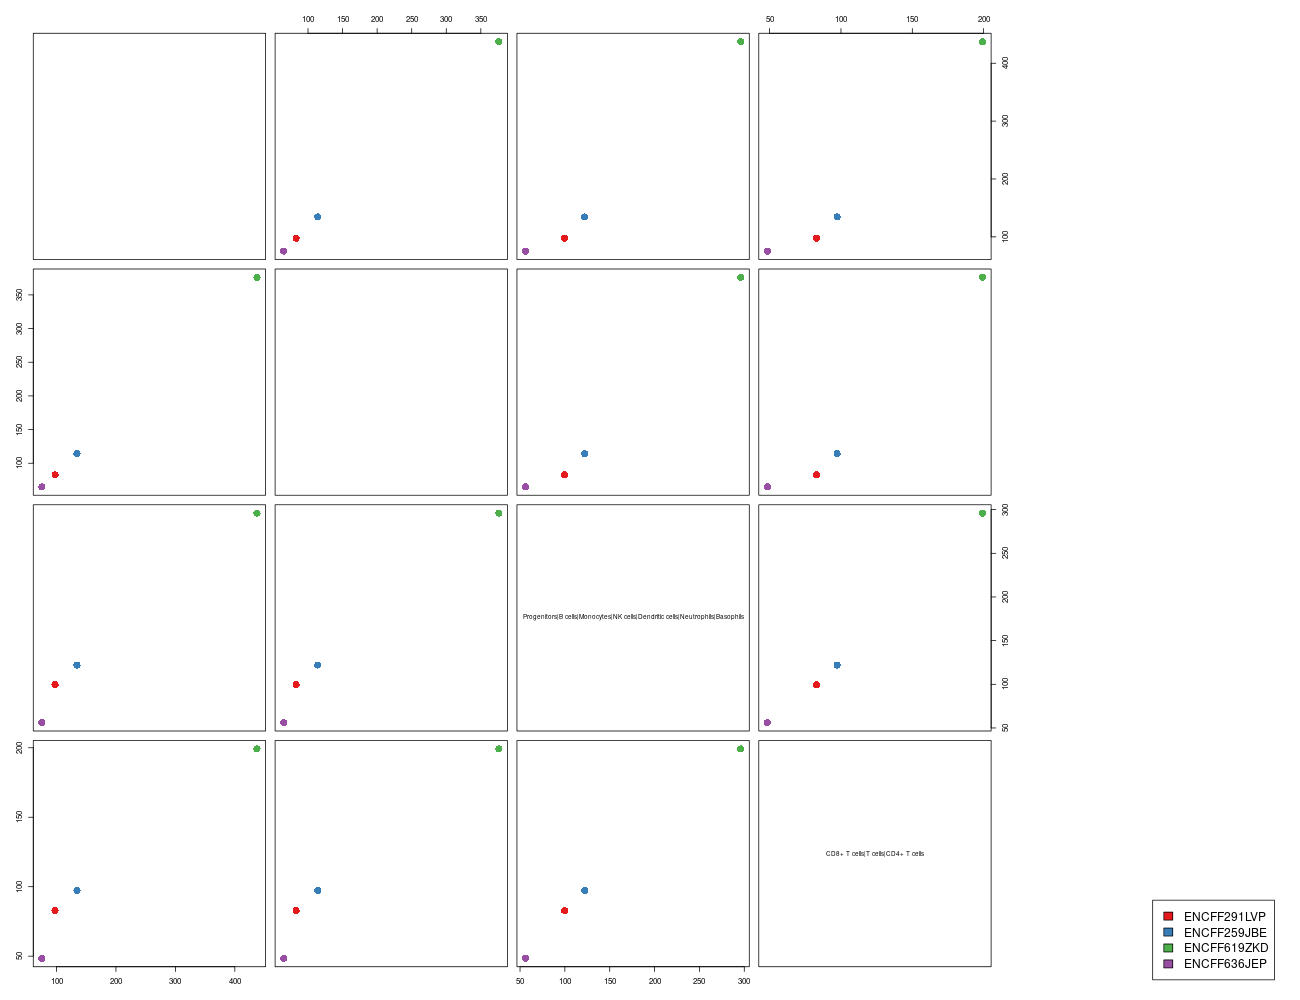 100 150 200 250 300 350
50 100 150 200
400
300
200
100
350
300
250
200
150
100
300
250
200
150
100
50
Progenitors|B cells|Monocytes|NK cells|Dendritic cells|Neutrophils|Basophils
200
150
100
50
CD8+ T cells|T cells|CD4+ T cells
100 200 300 400
50 100 150 200 250 300
ENCFF291LVP
ENCFF259JBE
ENCFF619ZKD
ENCFF636JEP